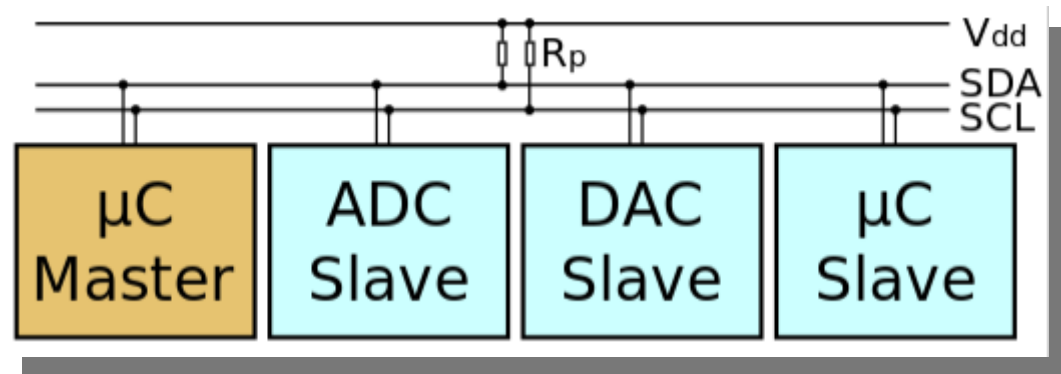 Vdd
Rp
SDA
SCL
µC
Master
ADC
Slave
DAC
Slave
µC
Slave